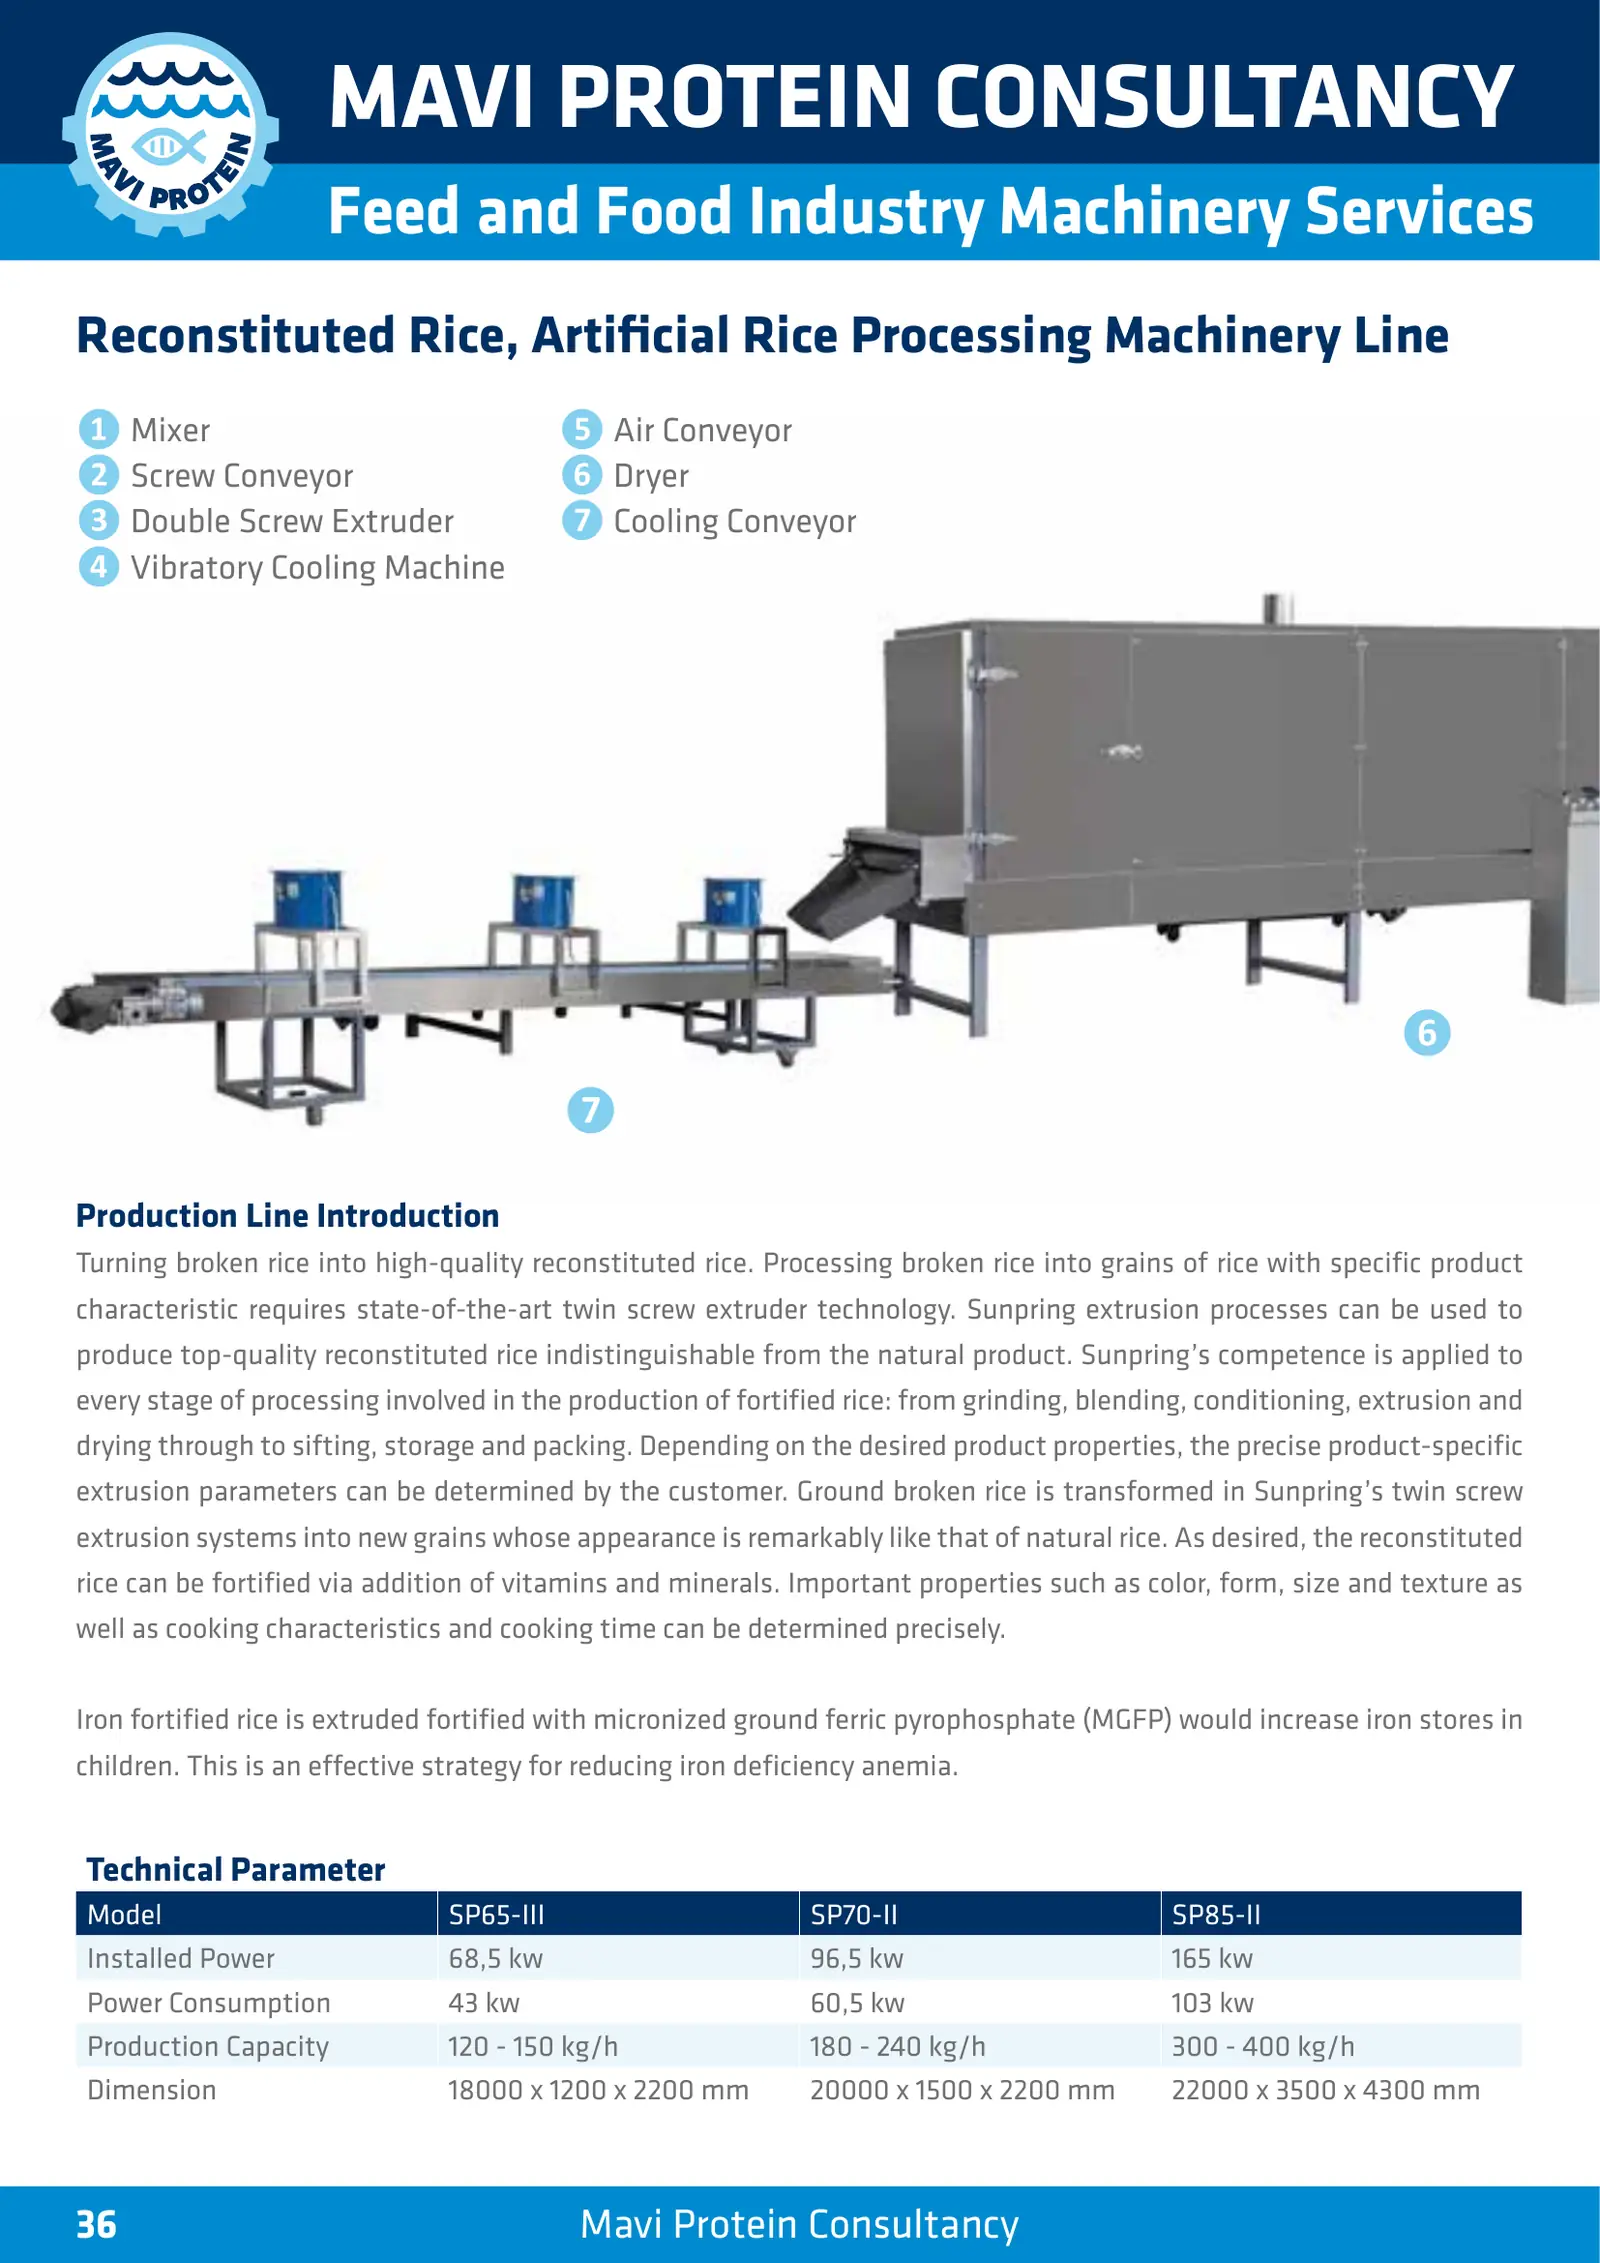 MAVI PROTEIN
MAVI PROTEIN CONSULTANCY
Feed and Food Industry Machinery Services
Reconstituted Rice, Artificial Rice Processing Machinery Line
1 Mixer
2 Screw Conveyor
3 Double Screw Extruder
4 Vibratory Cooling Machine
5 Air Conveyor
6 Dryer
7 Cooling Conveyor
6
7
Production Line Introduction
Turning broken rice into high-quality reconstituted rice. Processing broken rice into grains of rice with specific product
characteristic requires state-of-the-art twin screw extruder technology. Sunpring extrusion processes can be used to
produce top-quality reconstituted rice indistinguishable from the natural product. Sunpring’s competence is applied to
every stage of processing involved in the production of fortified rice: from grinding, blending, conditioning, extrusion and
drying through to sifting, storage and packing. Depending on the desired product properties, the precise product-specific
extrusion parameters can be determined by the customer. Ground broken rice is transformed in Sunpring’s twin screw
extrusion systems into new grains whose appearance is remarkably like that of natural rice. As desired, the reconstituted
rice can be fortified via addition of vitamins and minerals. Important properties such as color, form, size and texture as
well as cooking characteristics and cooking time can be determined precisely.
Iron fortified rice is extruded fortified with micronized ground ferric pyrophosphate (MGFP) would increase iron stores in
children. This is an effective strategy for reducing iron deficiency anemia.
Technical Parameter
Model SP65-III SP70-II SP85-II
Installed Power 68,5 kw 96,5 kw 165 kw
Power Consumption 43 kw 60,5 kw 103 kw
Production Capacity 120 - 150 kg/h 180 - 240 kg/h 300 - 400 kg/h
Dimension 18000 x 1200 x 2200 mm 20000 x 1500 x 2200 mm 22000 x 3500 x 4300 mm
36 Mavi Protein Consultancy